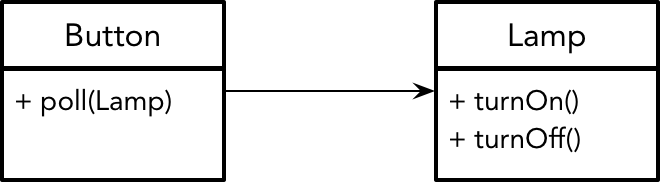 Button
+ poll(Lamp)
Lamp
+ turnOn()
+ turnOff()